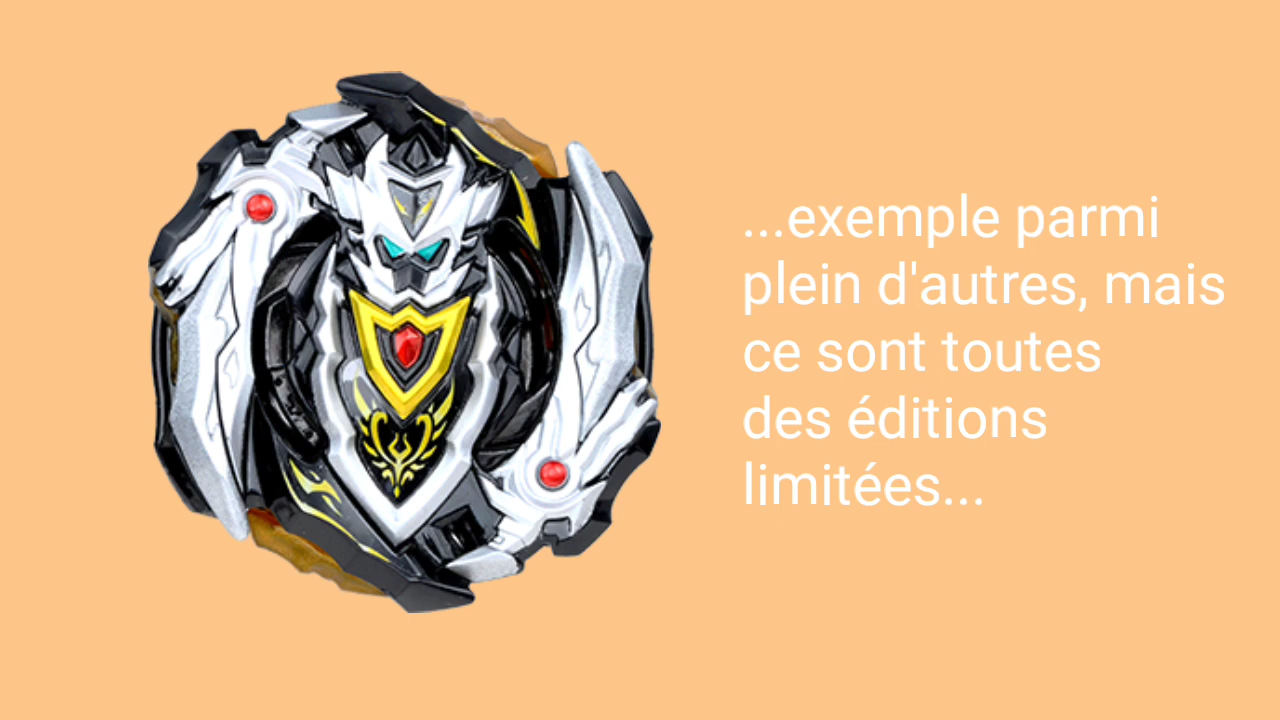 ...exemple parmi
plein d'autres, mais
ce sont toutes
des éditions
limitées...